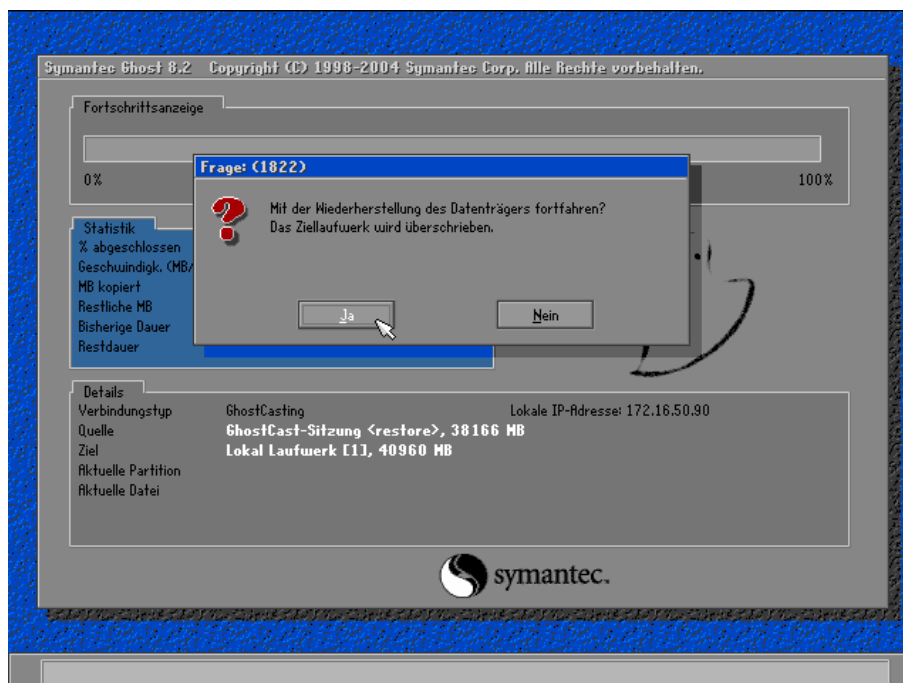 Symantec Ghost 8.2 Copyright (C) 1998-2004 Symantec Corp. Alle Rechte vorbehalten.
Fortschrittsanzeige
0%
100%
Frage: (1822)
Mit der Wiederherstellung des Datenträgers fortfahren?
Das Ziellaufwerk wird überschrieben.
Ja
Nein
Statistik
% abgeschlossen
Geschwindigk. (MB/
MB kopiert
Restliche MB
Bisherige Dauer
Restdauer
Details
Verbindungstyp GhostCasting Lokale IP-Adresse: 172.16.50.90
Quelle GhostCast-Sitzung <restore>, 38166 MB
Ziel Lokal Laufwerk [1], 40960 MB
Aktuelle Partition
Aktuelle Datei
symantec.